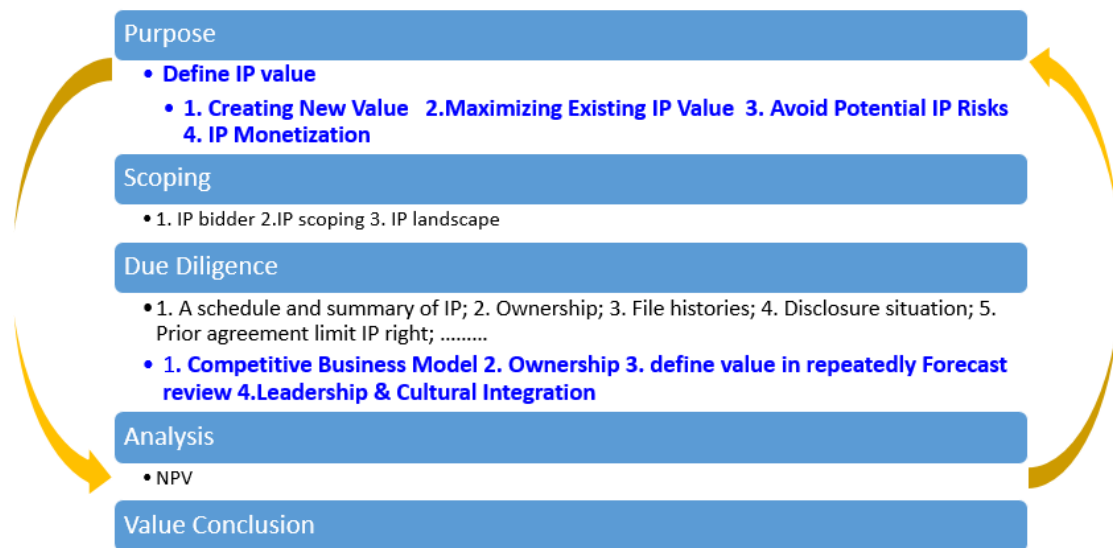 Purpose
• Define IP value
• 1. Creating New Value 2.Maximizing Existing IP Value 3. Avoid Potential IP Risks
4. IP Monetization
Scoping
• 1. IP bidder 2.IP scoping 3. IP landscape
Due Diligence
• 1. A schedule and summary of IP; 2. Ownership; 3. File histories; 4. Disclosure situation; 5.
Prior agreement limit IP right; .........
• 1. Competitive Business Model 2. Ownership 3. define value in repeatedly Forecast
review 4.Leadership & Cultural Integration
Analysis
• NPV
Value Conclusion